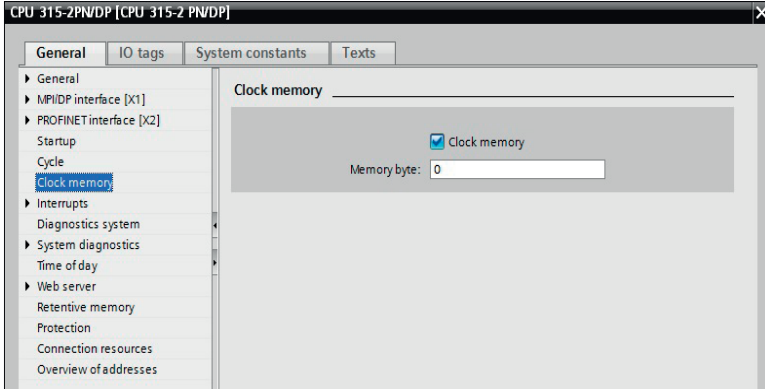 CPU 315-2PN/DP [CPU 315-2 PN/DP]
General IO tags System constants Texts
General
MPI/DP interface [X1]
PROFINET interface [X2]
Startup
Cycle
Clock memory
Interrupts
Diagnostics system
System diagnostics
Time of day
Web server
Retentive memory
Protection
Connection resources
Overview of addresses
Clock memory
Clock memory
Memory byte: 0